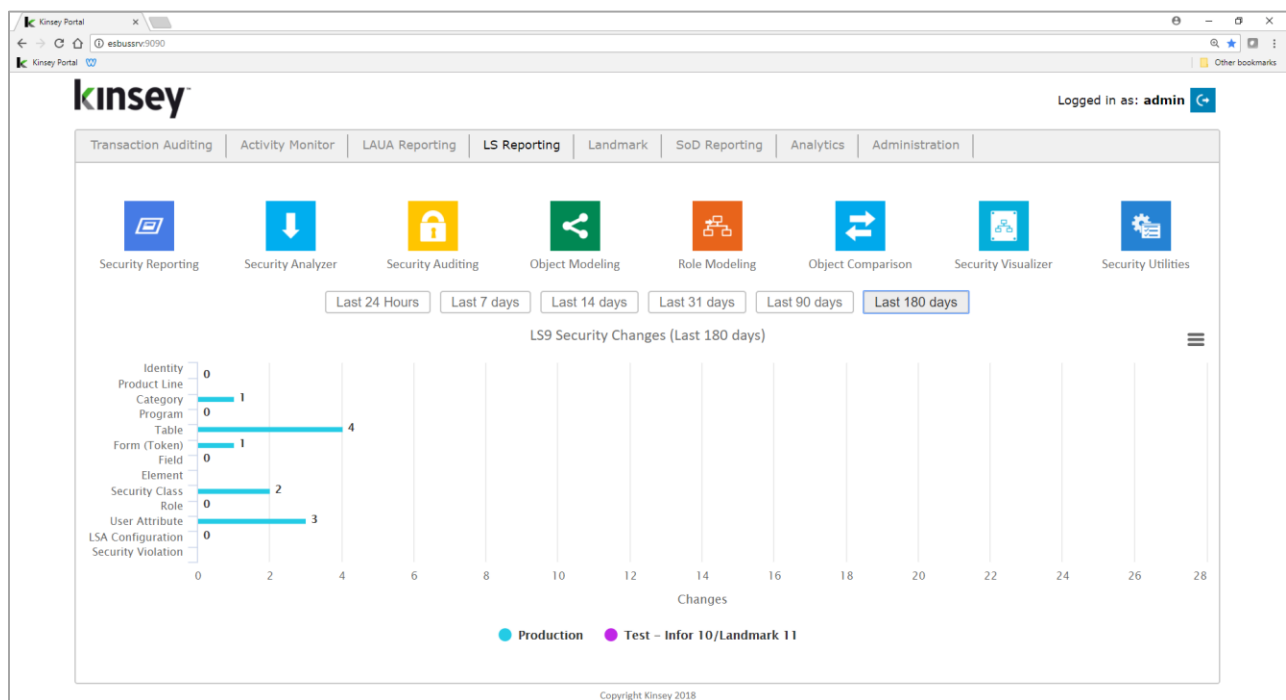 Kinsey Portal
esbussrv:9090
Kinsey Portal
Other bookmarks
kinsey
Logged in as: admin
Transaction Auditing Activity Monitor LAUA Reporting LS Reporting Landmark SoD Reporting Analytics Administration
Security Reporting Security Analyzer Security Auditing Object Modeling Role Modeling Object Comparison Security Visualizer Security Utilities
Last 24 Hours Last 7 days Last 14 days Last 31 days Last 90 days Last 180 days
LS9 Security Changes (Last 180 days)
Identity 0
Product Line
Category 1
Program 0
Table 4
Form (Token) 1
Field 0
Element
Security Class 2
Role 0
User Attribute 3
LSA Configuration 0
Security Violation
0 2 4 6 8 10 12 14 16 18 20 22 24 26 28
Changes
Production Test - Infor 10/Landmark 11
Copyright Kinsey 2018